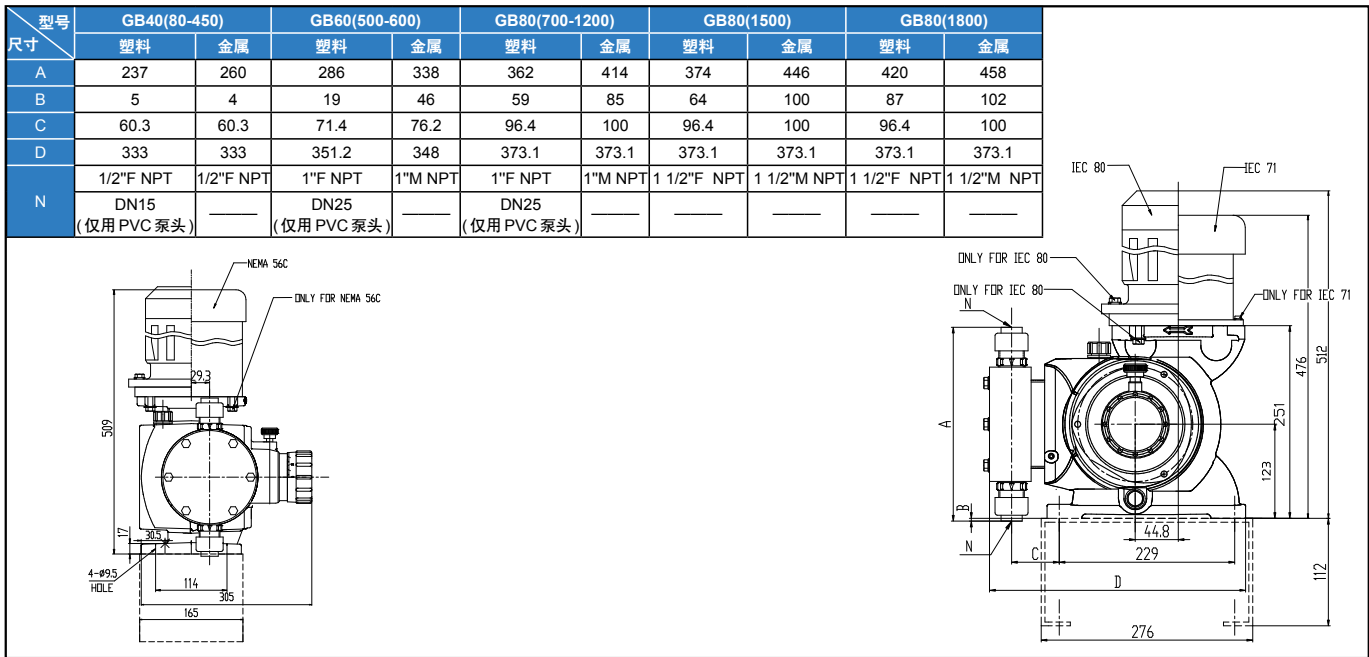 型号 GB40(80-450) GB60(500-600) GB80(700-1200) GB80(1500) GB80(1800)
尺寸 塑料 金属 塑料 金属 塑料 金属 塑料 金属 塑料 金属
A 237 260 286 338 362 414 374 446 420 458
B 5 4 19 46 59 85 64 100 87 102
C 60.3 60.3 71.4 76.2 96.4 100 96.4 100 96.4 100
D 333 333 351.2 348 373.1 373.1 373.1 373.1 373.1 373.1
N 1/2"F NPT 1/2"F NPT 1"F NPT 1"M NPT 1"F NPT 1"M NPT 1 1/2"F NPT 1 1/2"M NPT 1 1/2"F NPT 1 1/2"M NPT
DN15 ——— DN25 ——— DN25 ——— ——— ——— ——— ———
(仅用PVC泵头) (仅用PVC泵头) (仅用PVC泵头)
NEMA 56C
ONLY FOR NEMA 56C
29.3
509
17
30.5
4-ø9.5
HOLE
114
305
165
IEC 80
IEC 71
ONLY FOR IEC 80
ONLY FOR IEC 80
ONLY FOR IEC 71
N
A
B
N
476
512
251
123
44.8
C
229
D
112
276